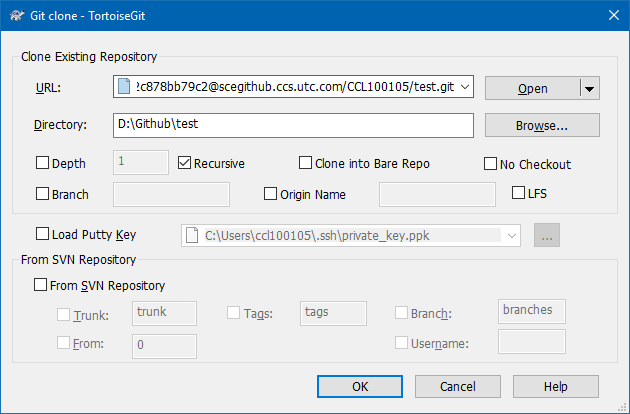 Git clone - TortoiseGit
Clone Existing Repository
URL: 2c878bb79c2@scegithub.ccs.utc.com/CCL100105/test.git Open
Directory: D:\Github\test Browse...
Depth 1 Recursive Clone into Bare Repo No Checkout
Branch Origin Name LFS
Load Putty Key C:\Users\ccl100105\.ssh\private_key.ppk ...
From SVN Repository
From SVN Repository
Trunk: trunk Tags: tags Branch: branches
From: 0 Username:
OK Cancel Help